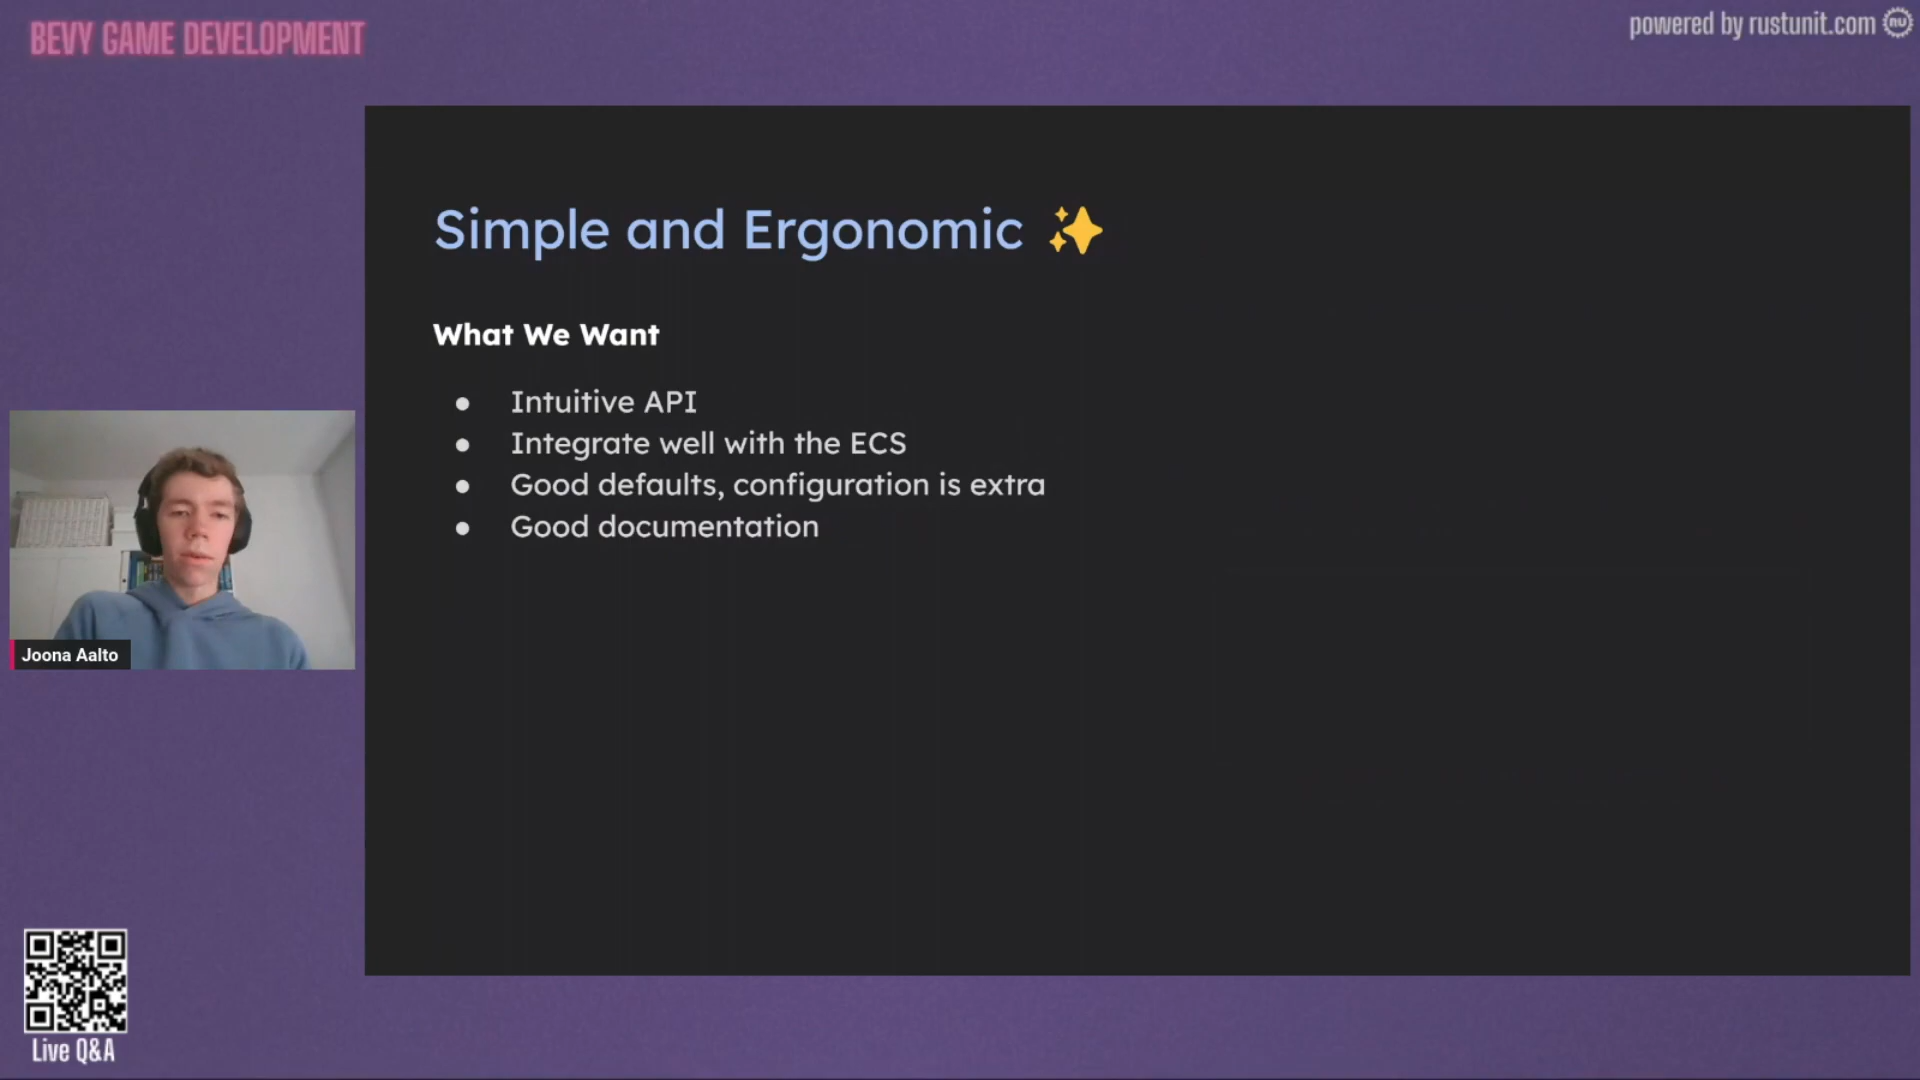 BEVY GAME DEVELOPMENT
powered by rustunit.com
RU
Simple and Ergonomic ✨
What We Want
● Intuitive API
● Integrate well with the ECS
● Good defaults, configuration is extra
● Good documentation
Joona Aalto
Live Q&A